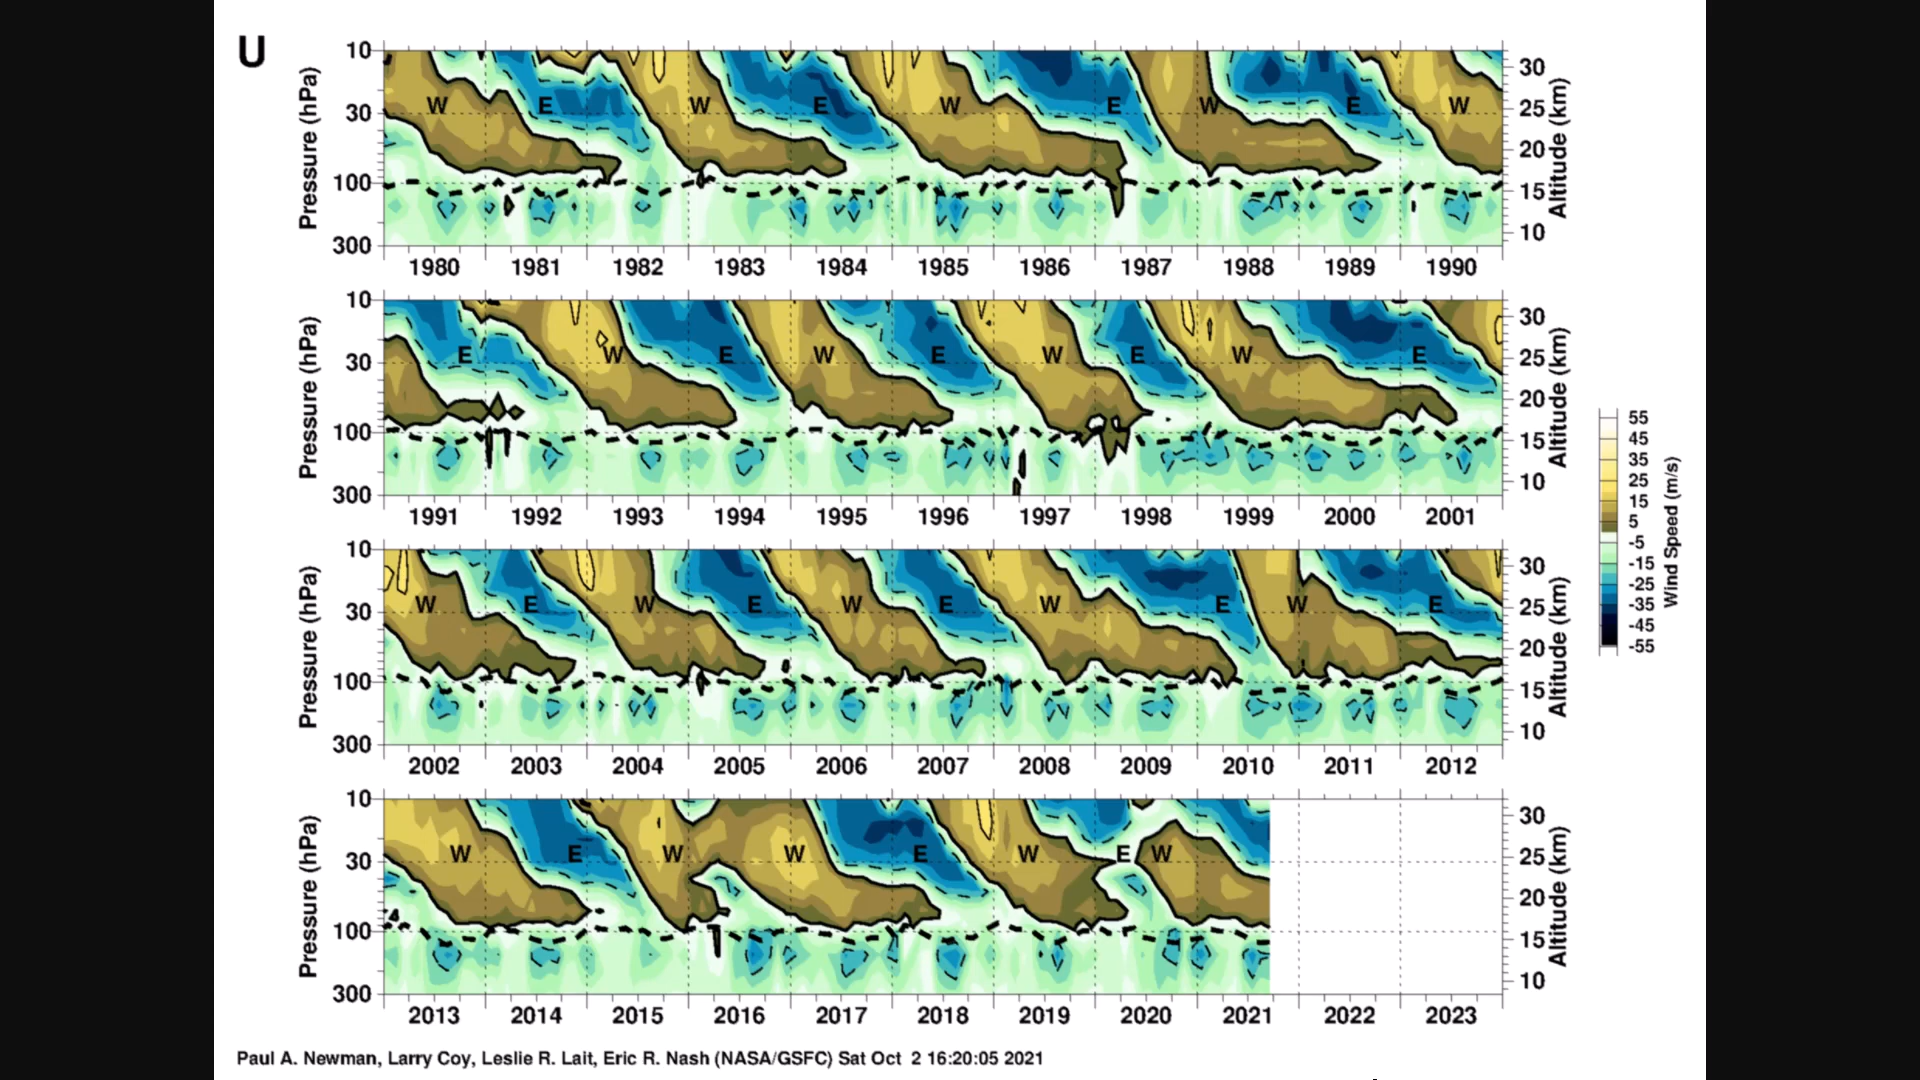 U
Pressure (hPa)
10
30
100
300
W E W E W E W E W
30
25
20
15
10
Altitude (km)
1980 1981 1982 1983 1984 1985 1986 1987 1988 1989 1990
Pressure (hPa)
10
30
100
300
E W E W E W E W E
30
25
20
15
10
Altitude (km)
1991 1992 1993 1994 1995 1996 1997 1998 1999 2000 2001
Pressure (hPa)
10
30
100
300
W E W E W E W E W E
30
25
20
15
10
Altitude (km)
2002 2003 2004 2005 2006 2007 2008 2009 2010 2011 2012
Pressure (hPa)
10
30
100
300
W E W W E W E W
30
25
20
15
10
Altitude (km)
2013 2014 2015 2016 2017 2018 2019 2020 2021 2022 2023
55
45
35
25
15
5
-5
-15
-25
-35
-45
-55
Wind Speed (m/s)
Paul A. Newman, Larry Coy, Leslie R. Lait, Eric R. Nash (NASA/GSFC) Sat Oct 2 16:20:05 2021